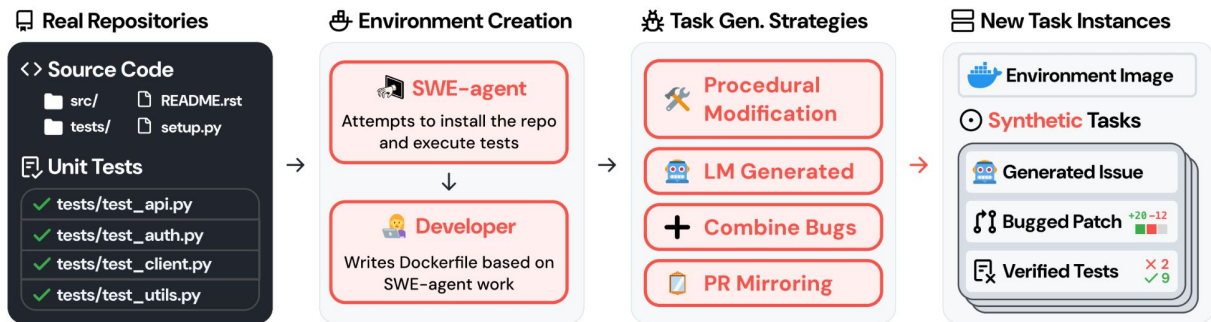 Real Repositories
<> Source Code
src/
README.rst
tests/
setup.py
Unit Tests
tests/test_api.py
tests/test_auth.py
tests/test_client.py
tests/test_utils.py
Environment Creation
SWE-agent
Attempts to install the repo
and execute tests
Developer
Writes Dockerfile based on
SWE-agent work
Task Gen. Strategies
Procedural
Modification
LM Generated
Combine Bugs
PR Mirroring
New Task Instances
Environment Image
Synthetic Tasks
Generated Issue
Bugged Patch +20 -12
Verified Tests
✕ 2
✓ 9